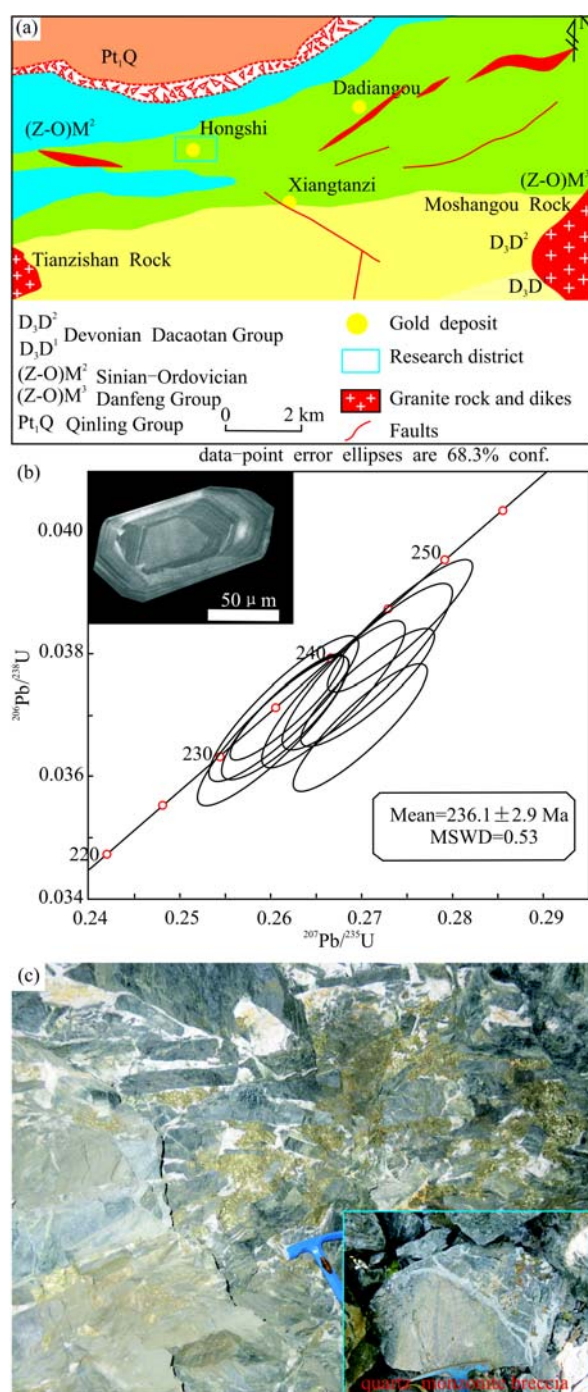 (a)
N
Pt₁Q
Dadiangou
(Z-O)M²
Hongshi
Xiangtanzi
(Z-O)M³
Moshangou Rock
D₃D²
Tianzishan Rock
D₃D
D₃D²
D₃D¹ Devonian Dacaotan Group
(Z-O)M² Sinian-Ordovician
(Z-O)M³ Danfeng Group
Pt₁Q Qinling Group
0 2 km
Gold deposit
Research district
Granite rock and dikes
Faults
data-point error ellipses are 68.3% conf.
(b)
50 μm
0.040
0.038
0.036
0.034
²⁰⁶Pb/²³⁸U
250
240
230
220
Mean=236.1±2.9 Ma
MSWD=0.53
0.24 0.25 0.26 0.27 0.28 0.29
²⁰⁷Pb/²³⁵U
(c)
quartz monzonite breccia